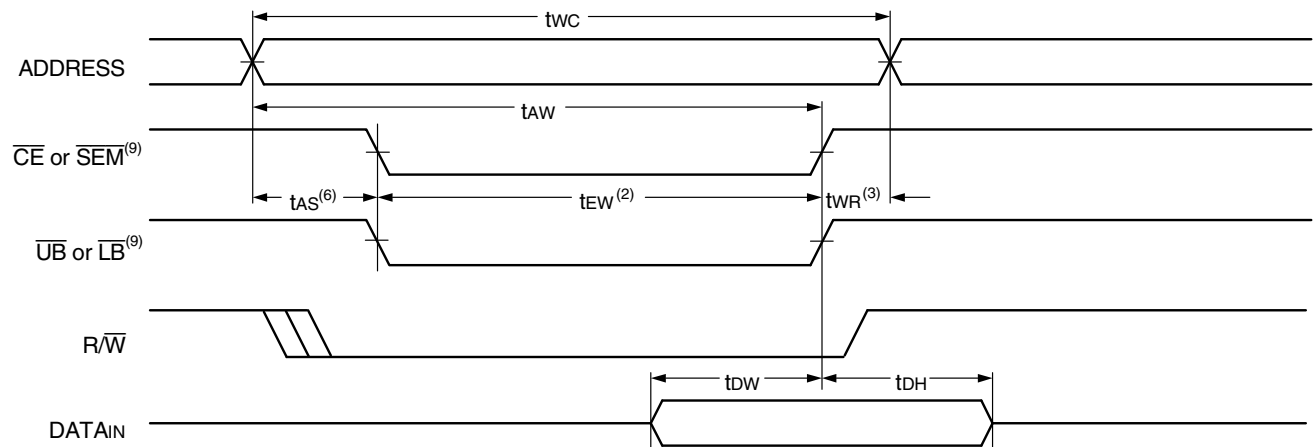 tWC
ADDRESS
tAW
CE or SEM(9)
tAS(6)
tEW(2)
tWR(3)
UB or LB(9)
R/W
tDW
tDH
DATAIN